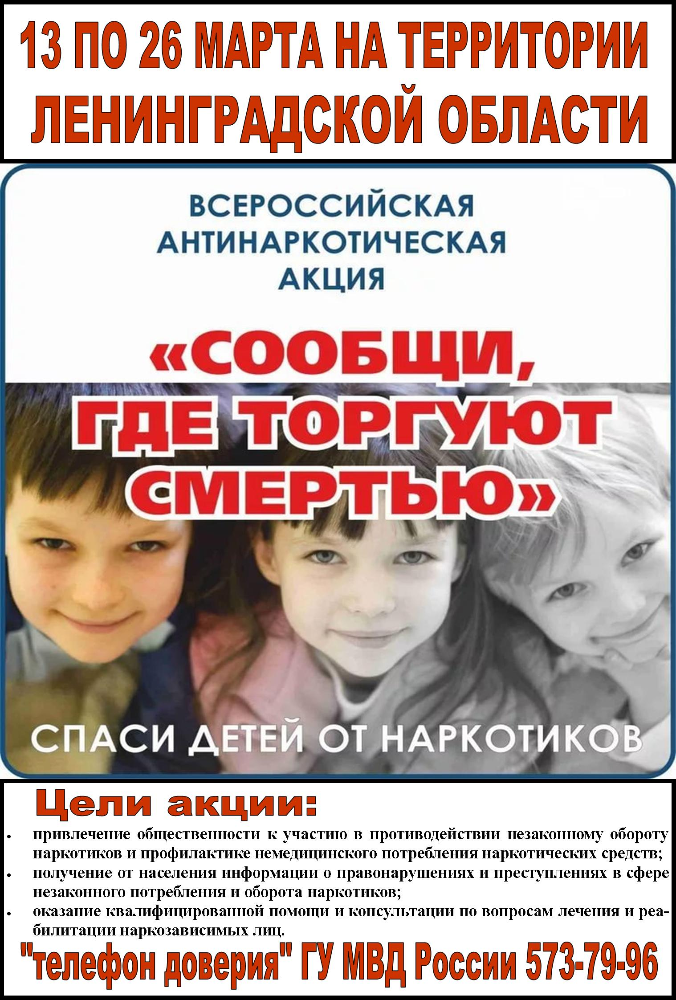 13 ПО 26 МАРТА НА ТЕРРИТОРИИ
ЛЕНИНГРАДСКОЙ ОБЛАСТИ
ВСЕРОССИЙСКАЯ
АНТИНАРКОТИЧЕСКАЯ
АКЦИЯ
«СООБЩИ,
ГДЕ ТОРГУЮТ
СМЕРТЬЮ»
СПАСИ ДЕТЕЙ ОТ НАРКОТИКОВ
Цели акции:
• привлечение общественности к участию в противодействии незаконному обороту
наркотиков и профилактике немедицинского потребления наркотических средств;
• получение от населения информации о правонарушениях и преступлениях в сфере
незаконного потребления и оборота наркотиков;
• оказание квалифицированной помощи и консультации по вопросам лечения и реа-
билитации наркозависимых лиц.
"телефон доверия" ГУ МВД России 573-79-96